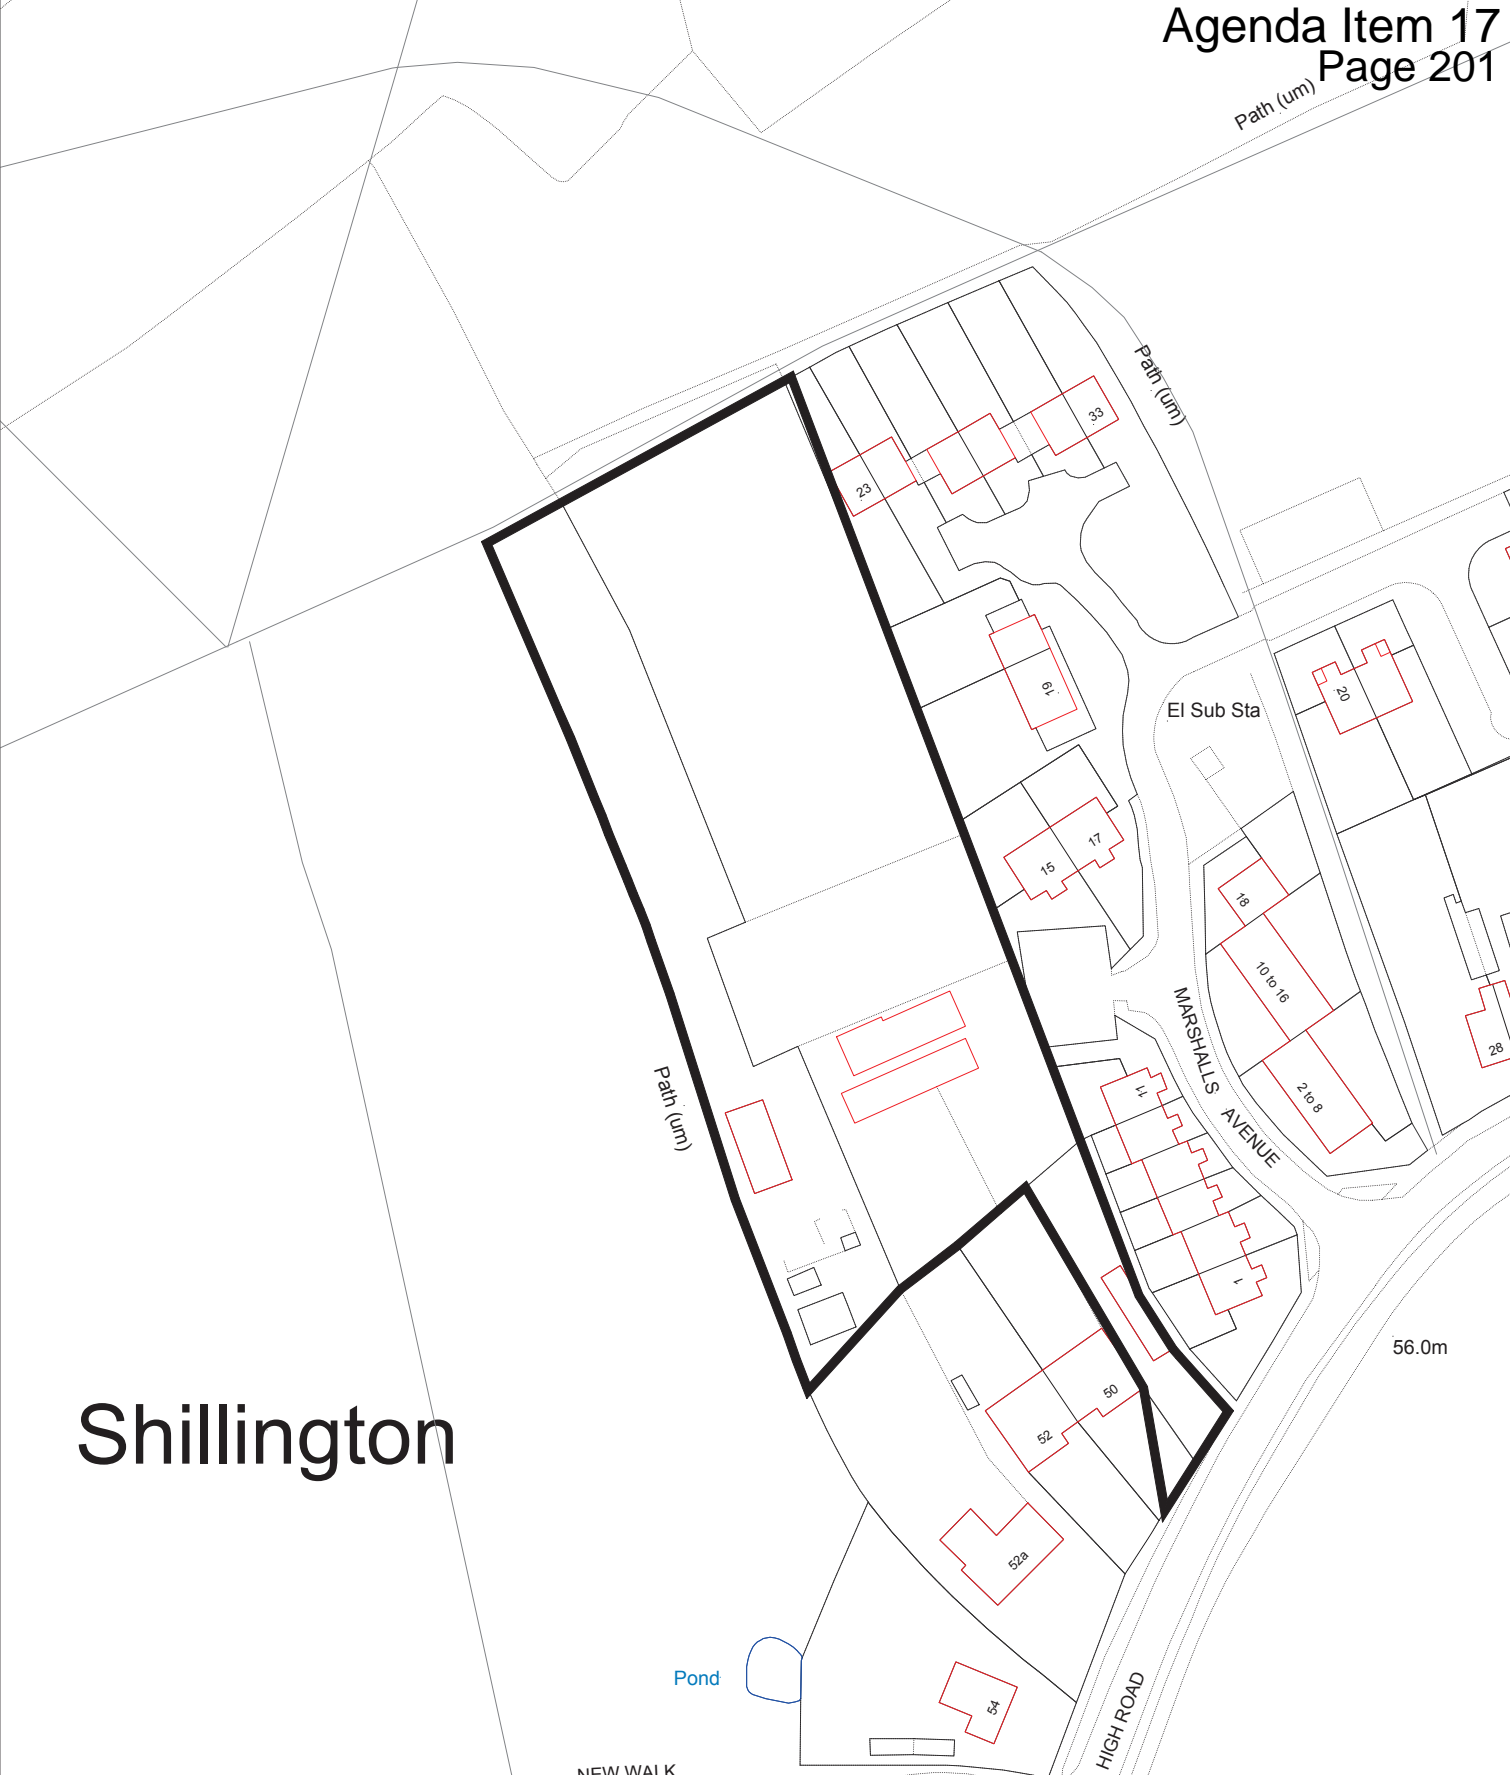 Agenda Item 17
Page 201
Path (um)
Path (um)
33
23
19
El Sub Sta
20
17
15
18
10 to 16
MARSHALLS AVENUE
28
Path (um)
11
2 to 8
1
56.0m
50
52
Shillington
52a
Pond
54
HIGH ROAD
NEW WALK